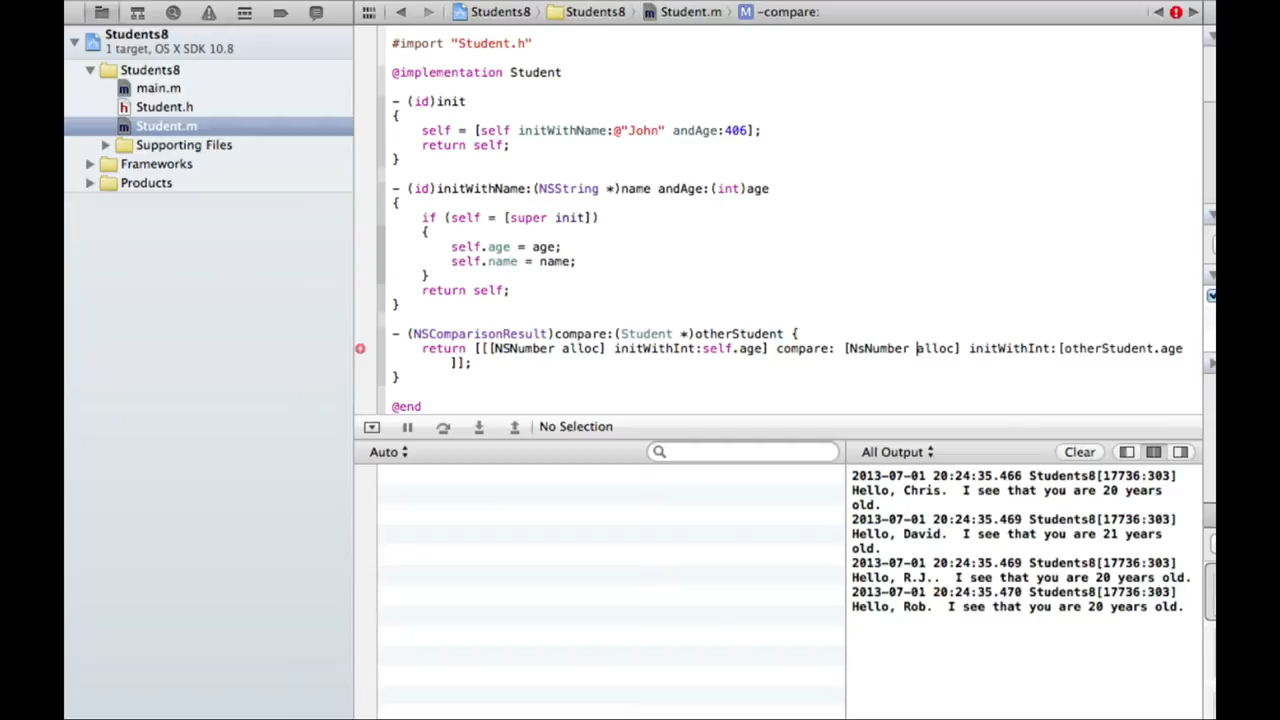 Students8 Students8 Student.m M -compare:
Students8
1 target, OS X SDK 10.8
Students8
m main.m
h Student.h
m Student.m
Supporting Files
Frameworks
Products
#import "Student.h"
@implementation Student
- (id)init
{
self = [self initWithName:@"John" andAge:406];
return self;
}
- (id)initWithName:(NSString *)name andAge:(int)age
{
if (self = [super init])
{
self.age = age;
self.name = name;
}
return self;
}
- (NSComparisonResult)compare:(Student *)otherStudent {
return [[[NSNumber alloc] initWithInt:self.age] compare: [NsNumber alloc] initWithInt:[otherStudent.age
]];
}
@end
No Selection
Auto
All Output Clear
2013-07-01 20:24:35.466 Students8[17736:303]
Hello, Chris.  I see that you are 20 years
old.
2013-07-01 20:24:35.469 Students8[17736:303]
Hello, David.  I see that you are 21 years
old.
2013-07-01 20:24:35.469 Students8[17736:303]
Hello, R.J..  I see that you are 20 years old.
2013-07-01 20:24:35.470 Students8[17736:303]
Hello, Rob.  I see that you are 20 years old.